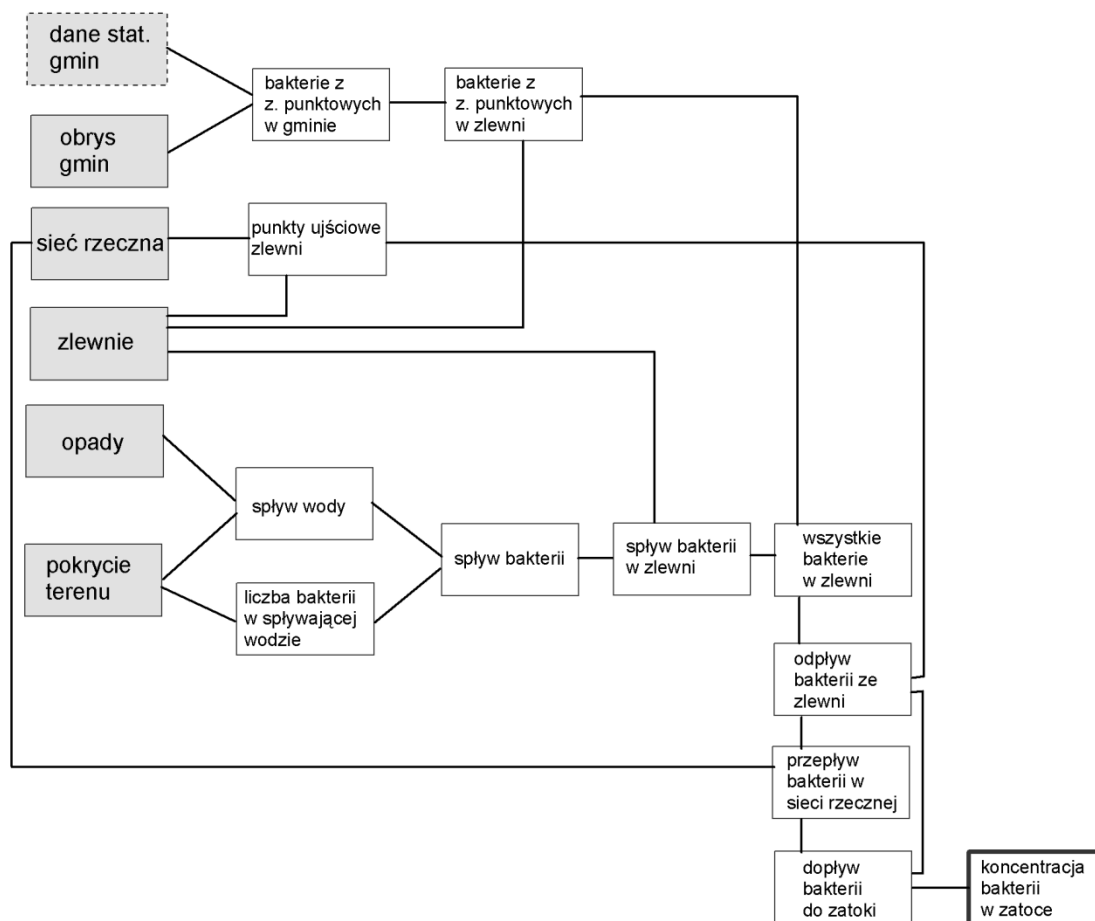 dane stat.
gmin
bakterie z
z. punktowych
w gminie
bakterie z
z. punktowych
w zlewni
obrys
gmin
sieć rzeczna
punkty ujściowe
zlewni
zlewnie
opady
spływ wody
pokrycie
terenu
liczba bakterii
w spływającej
wodzie
spływ bakterii
spływ bakterii
w zlewni
wszystkie
bakterie
w zlewni
odpływ
bakterii ze
zlewni
przepływ
bakterii w
sieci rzecznej
dopływ
bakterii
do zatoki
koncentracja
bakterii
w zatoce